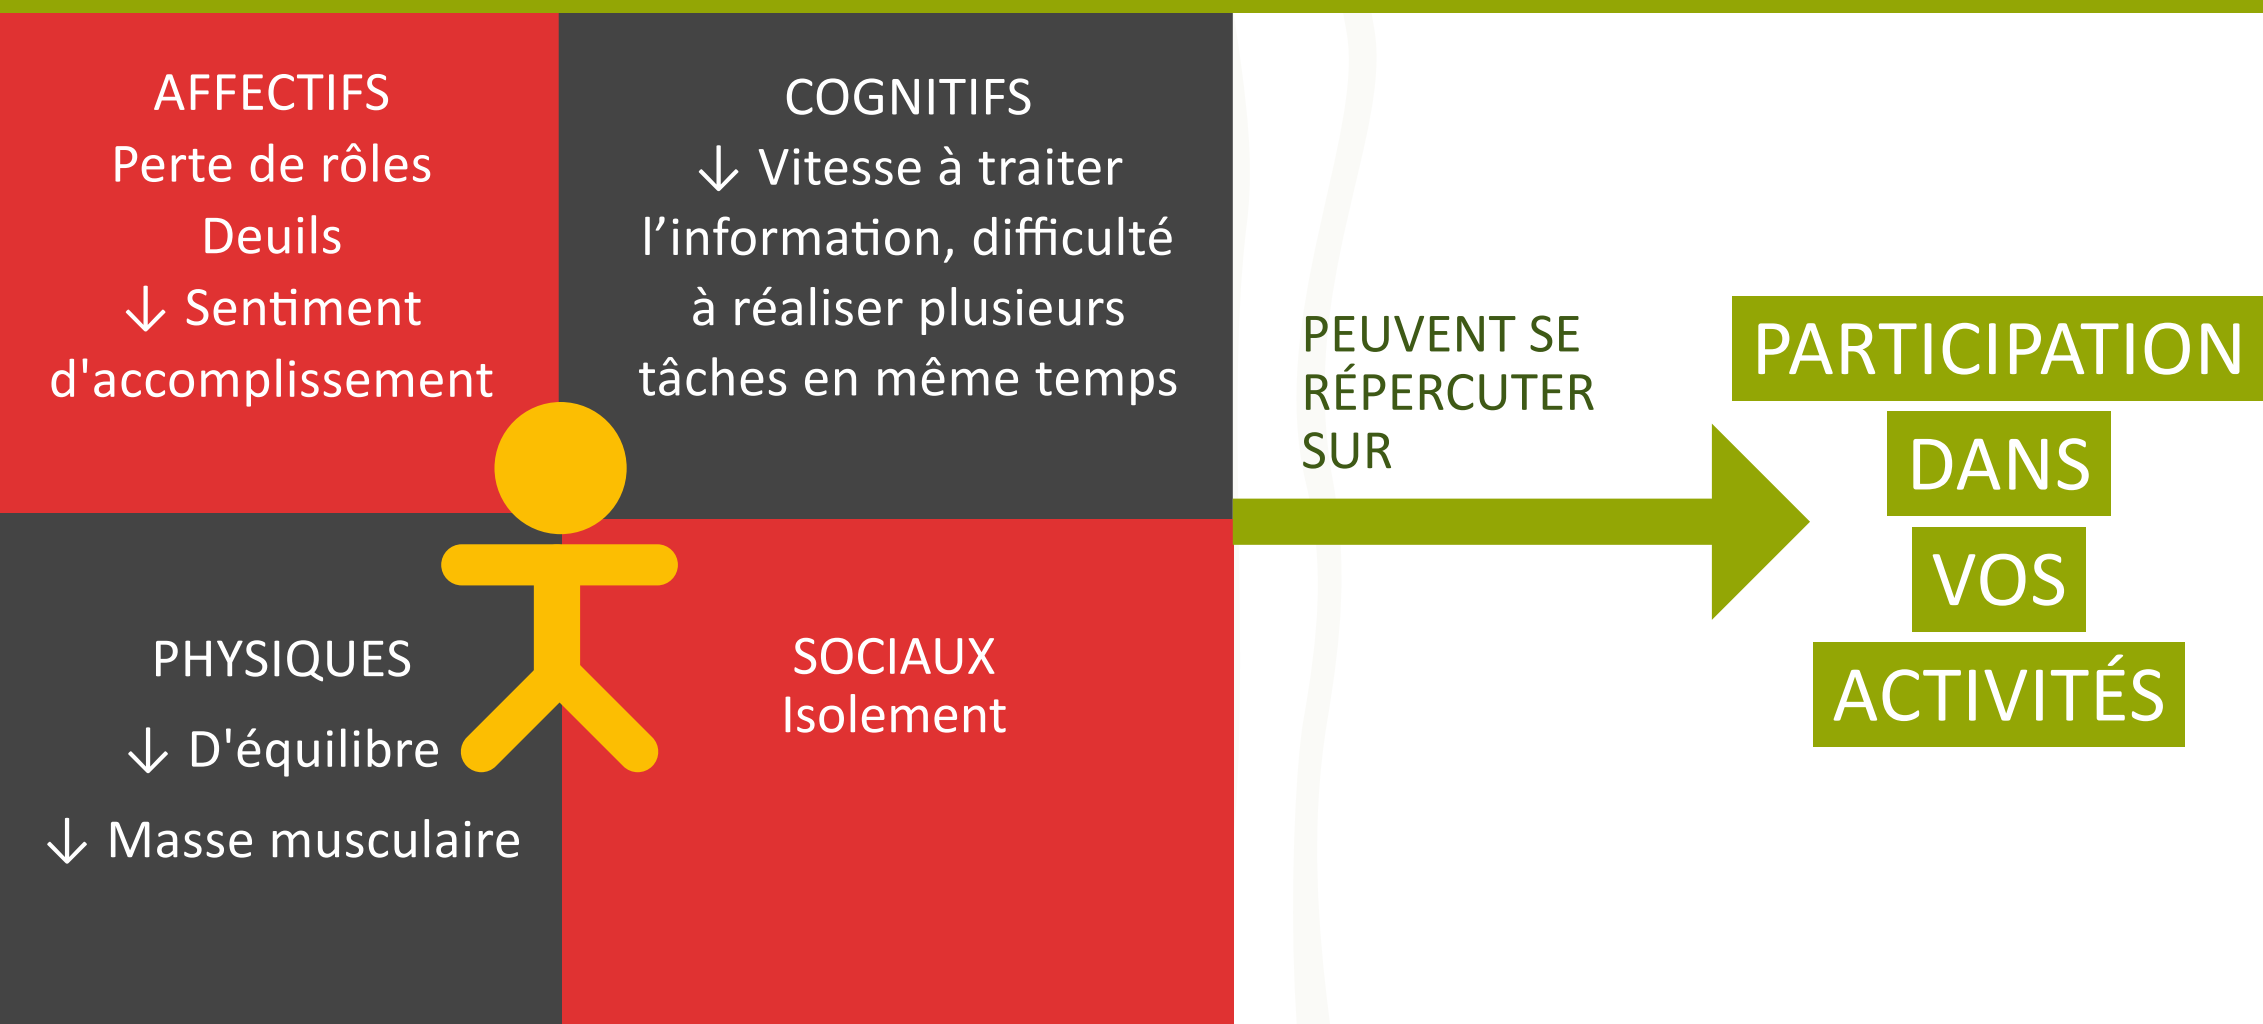 AFFECTIFS
Perte de rôles
Deuils
↓ Sentiment
d'accomplissement
COGNITIFS
↓ Vitesse à traiter
l’information, difficulté
à réaliser plusieurs
tâches en même temps
PHYSIQUES
↓ D'équilibre
↓ Masse musculaire
SOCIAUX
Isolement
PEUVENT SE
RÉPERCUTER
SUR
PARTICIPATION
DANS
VOS
ACTIVITÉS